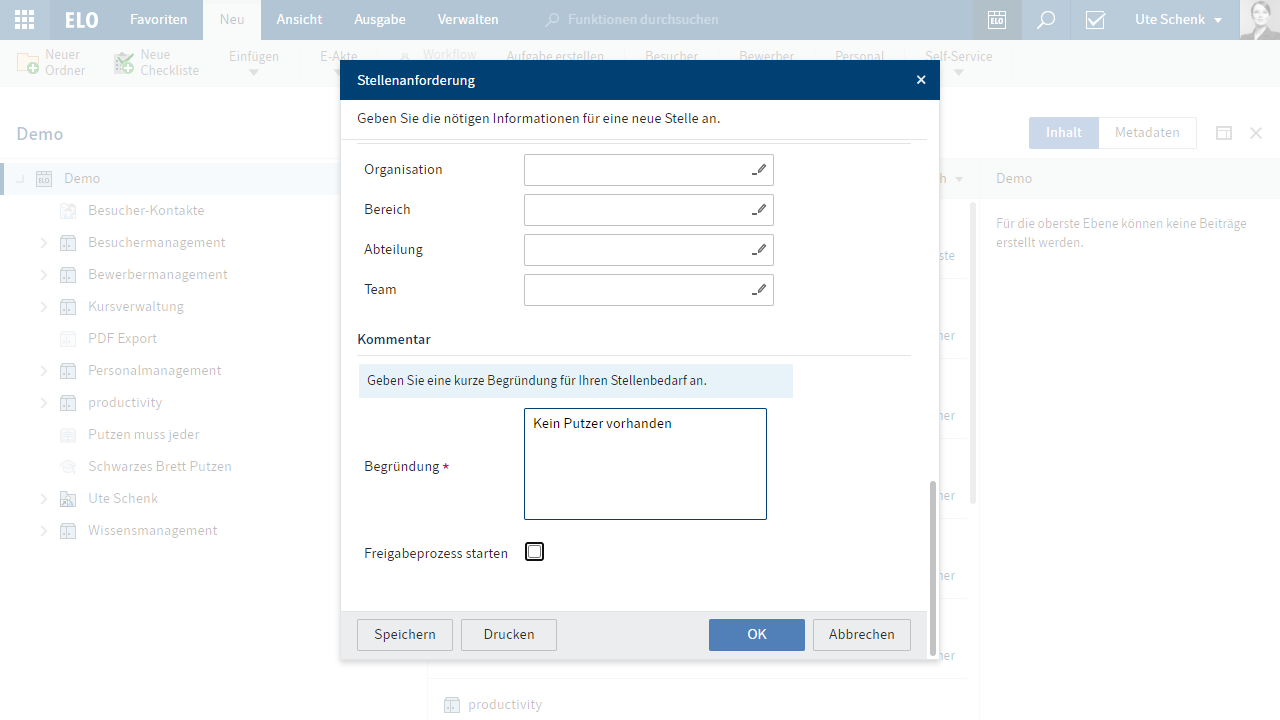 ELO Favoriten Neu Ansicht Ausgabe Verwalten Funktionen durchsuchen ELO Ute Schenk
Neuer Ordner Neue Checkliste Einfügen E-Akte Workflow Aufgabe erstellen Besucher Bewerber Personal Self-Service
Stellenanforderung
Geben Sie die nötigen Informationen für eine neue Stelle an.
Demo
Inhalt Metadaten
Demo
Besucher-Kontakte
Besuchermanagement
Bewerbermanagement
Kursverwaltung
PDF Export
Personalmanagement
productivity
Putzen muss jeder
Schwarzes Brett Putzen
Ute Schenk
Wissensmanagement
Organisation
Bereich
Abteilung
Team
Kommentar
Geben Sie eine kurze Begründung für Ihren Stellenbedarf an.
Begründung *
Kein Putzer vorhanden
Freigabeprozess starten
Speichern Drucken OK Abbrechen
productivity
Demo
Für die oberste Ebene können keine Beiträge
erstellt werden.